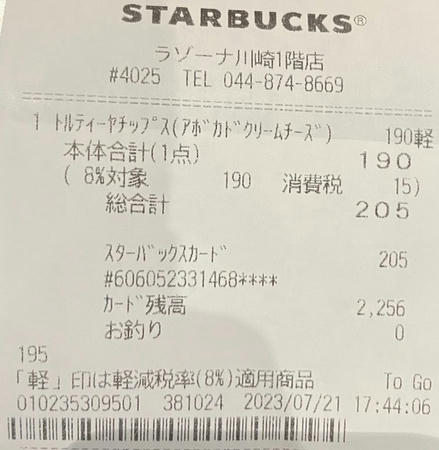 STARBUCKS®
ラゾーナ川崎1階店
#4025 TEL 044-874-8669
1 トルティーヤチップス(アボカドクリームチーズ) 190軽
本体合計(1点) 190
( 8%対象 190 消費税 15)
総合計 205
スターバックスカード 205
#606052331468****
カード残高 2,256
お釣り 0
195
「軽」印は軽減税率(8%)適用商品 To Go
010235309501 381024 2023/07/21 17:44:06